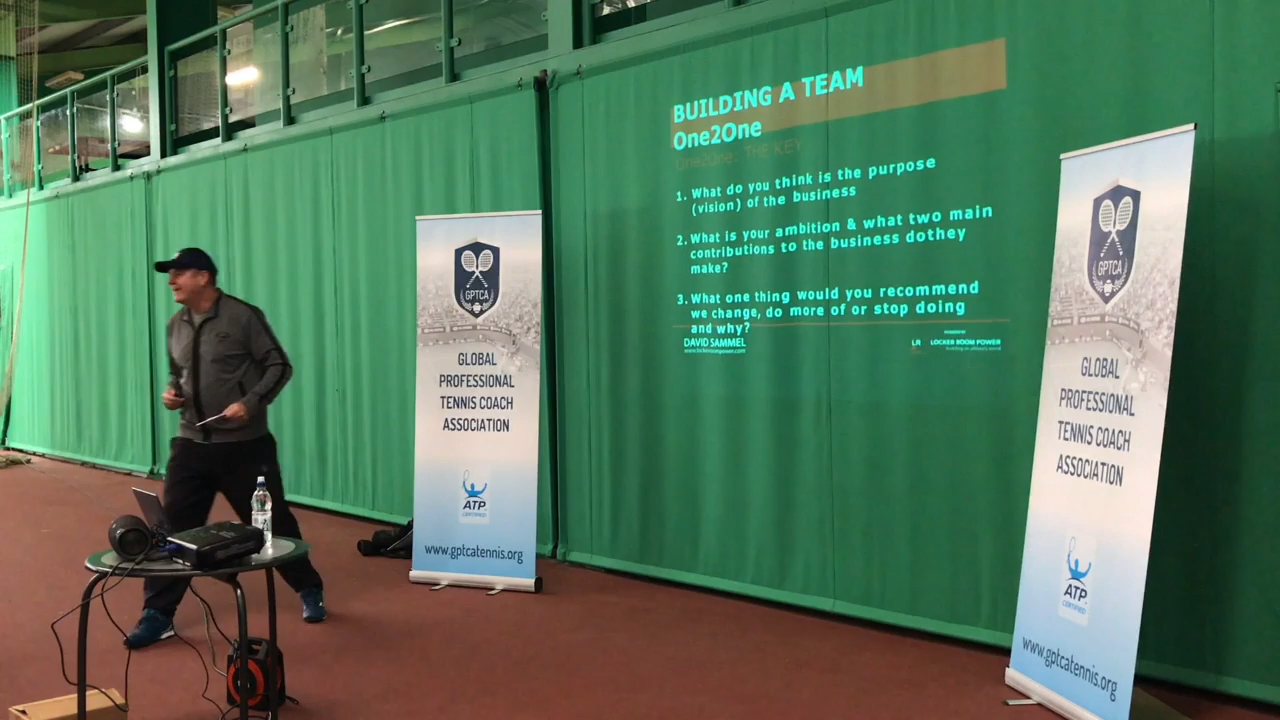 BUILDING A TEAM
One2One
One2One: THE KEY
1. What do you think is the purpose
(vision) of the business
2. What is your ambition & what two main
contributions to the business dothey
make?
3. What one thing would you recommend
we change, do more of or stop doing
and why?
DAVID SAMMEL
LR LOCKER ROOM POWER
GPTCA
GLOBAL
PROFESSIONAL
TENNIS COACH
ASSOCIATION
ATP
CERTIFIED
www.gptcatennis.org
GPTCA
GLOBAL
PROFESSIONAL
TENNIS COACH
ASSOCIATION
ATP
CERTIFIED
www.gptcatennis.org